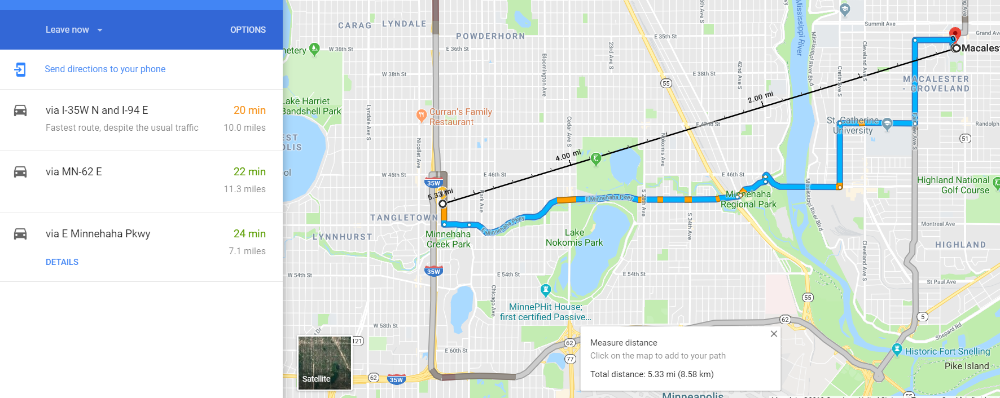 Leave now
OPTIONS
Send directions to your phone
via I-35W N and I-94 E
20 min
Fastest route, despite the usual traffic
10.0 miles
via MN-62 E
22 min
11.3 miles
via E Minnehaha Pkwy
24 min
7.1 miles
DETAILS
CARAG
LYNDALE
POWDERHORN
E 35th St
Summit Ave
Grand Ave
Mississippi River
Mississippi River Blvd
W 36th St
E 36th St
23rd Ave S
Bloomington Ave
Cleveland Ave S
Cretin Ave S
0
Macalest
MACALESTER
- GROVELAND
W 38th St
E 38th St
42nd Ave S
55
2.00 mi
Lake Harriet
Bandshell Park
Lyndale Ave S
Curran's Family
Restaurant
Cedar Ave S
E 42nd St
St. Catherine
University
Fairview Ave S
Randolph
51
Nicollet Ave
Nokomis Ave
4.00 mi
W 46th St
E 46th St
E 46th St
35W
5.33 mi
Park Ave
E Minnehaha Pkwy
E Minnehaha Pkwy
S 28th Ave
Minnehaha
Regional Park
Mississippi River Blvd
Highland National
Golf Course
TANGLETOWN
LYNNHURST
Minnehaha
Creek Park
Lake
Nokomis Park
S 34th Ave
Montreal Ave
HIGHLAND
Cleveland Ave S
35W
W 54th St
E 54th St
E 54th St
St Paul Ave
Chicago Ave S
MinnePHit House;
first certified Passive...
55
62
5
Shepard Rd
W 58th St
121
62
77
E 60th St
Historic Fort Snelling
Pike Island
62
35W
55
Satellite
Measure distance
Click on the map to add to your path
Total distance: 5.33 mi (8.58 km)
Minneapolis